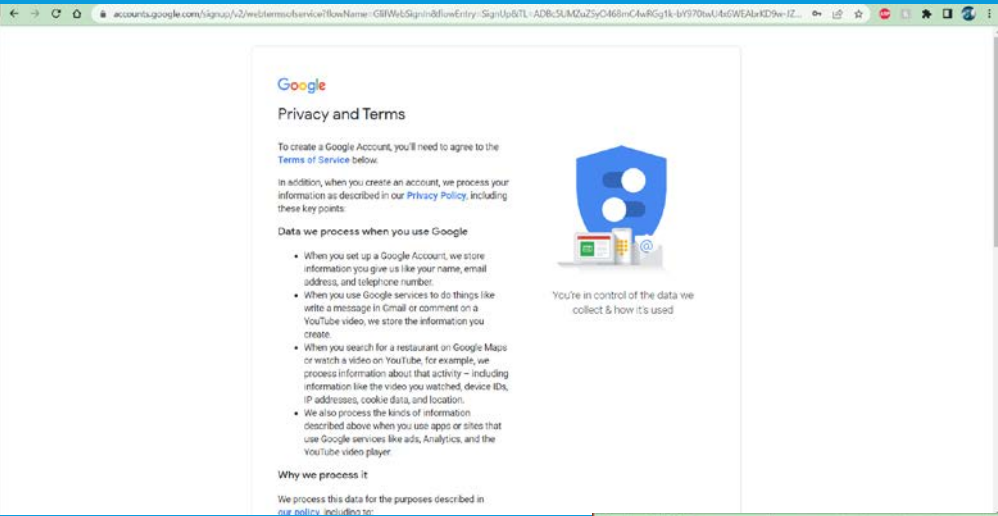 Google
Privacy and Terms
To create a Google Account, you'll need to agree to the
Terms of Service below.
In addition, when you create an account, we process your
information as described in our Privacy Policy, including
these key points:
Data we process when you use Google
• When you set up a Google Account, we store
information you give us like your name, email
address, and telephone number.
• When you use Google services to do things like
write a message in Gmail or comment on a
YouTube video, we store the information you
create.
• When you search for a restaurant on Google Maps
or watch a video on YouTube, for example, we
process information about that activity – including
information like the video you watched, device IDs,
IP addresses, cookie data, and location.
• We also process the kinds of information
described above when you use apps or sites that
use Google services like ads, Analytics, and the
YouTube video player.
Why we process it
We process this data for the purposes described in
our policy, including to:
You're in control of the data we
collect & how it's used